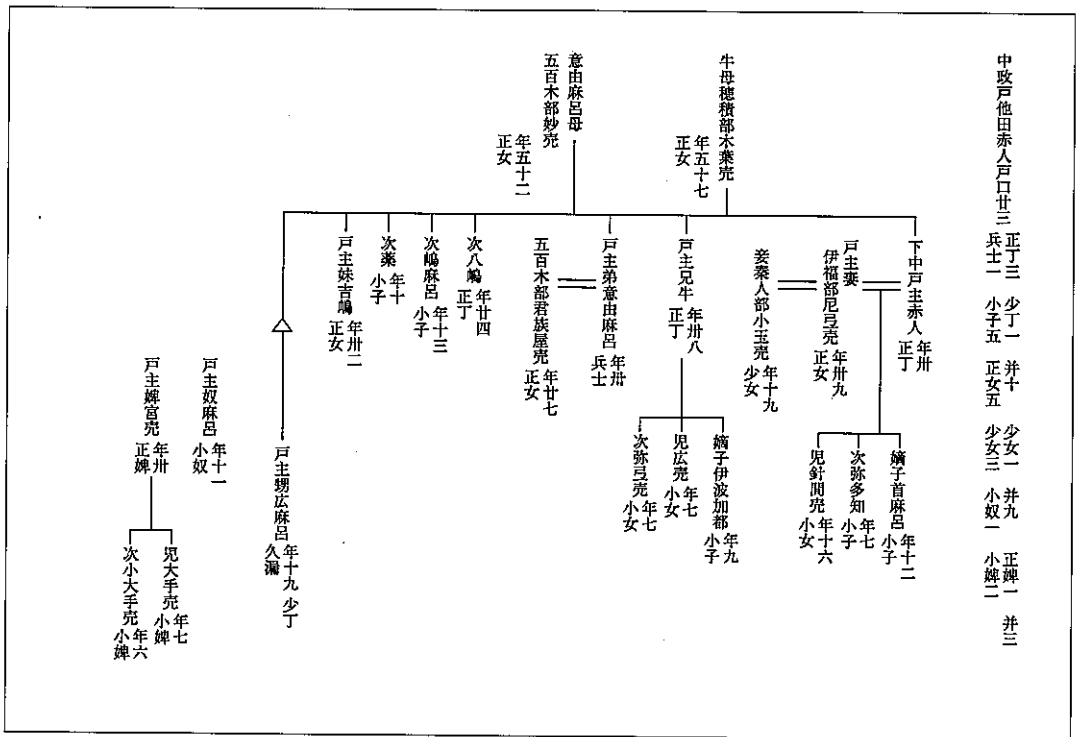 中政戸他田赤人戸口廿三
正丁三 少丁一 并十 少女一 并九 正婢一 并三
兵士一 小子五 正女五 少女三 小奴一 小婢二
牛母穂積部木葉売
年五十七
正女
意由麻呂母
五百木部妙売
年五十二
正女
下中戸主赤人
年卅
正丁
戸主妻
伊福部尼弓売
年卅九
正女
妾秦人部小玉売
年十九
少女
嫡子首麻呂
年十二
小子
次弥多知
年七
小子
児針間売
年十六
小女
戸主兄牛
年卅八
正丁
嫡子伊波加都
年九
小子
児広売
年七
小女
次弥弓売
年七
小女
戸主弟意由麻呂
年卅
兵士
五百木部君族屋売
年廿七
正女
次八嶋
年廿四
正丁
次嶋麻呂
年十三
小子
次薬
年十
小子
戸主妹吉嶋
年卅二
正女
戸主甥広麻呂
年十九 少丁
久漏
戸主奴麻呂
年十一
小奴
戸主婢宮売
年卅
正婢
児大手売
年七
小婢
次小大手売
年六
小婢